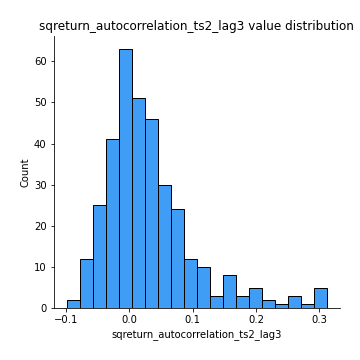 sqreturn_autocorrelation_ts2_lag3 value distribution
60
50
40
30
20
10
0
Count
−0.1 0.0 0.1 0.2 0.3
sqreturn_autocorrelation_ts2_lag3